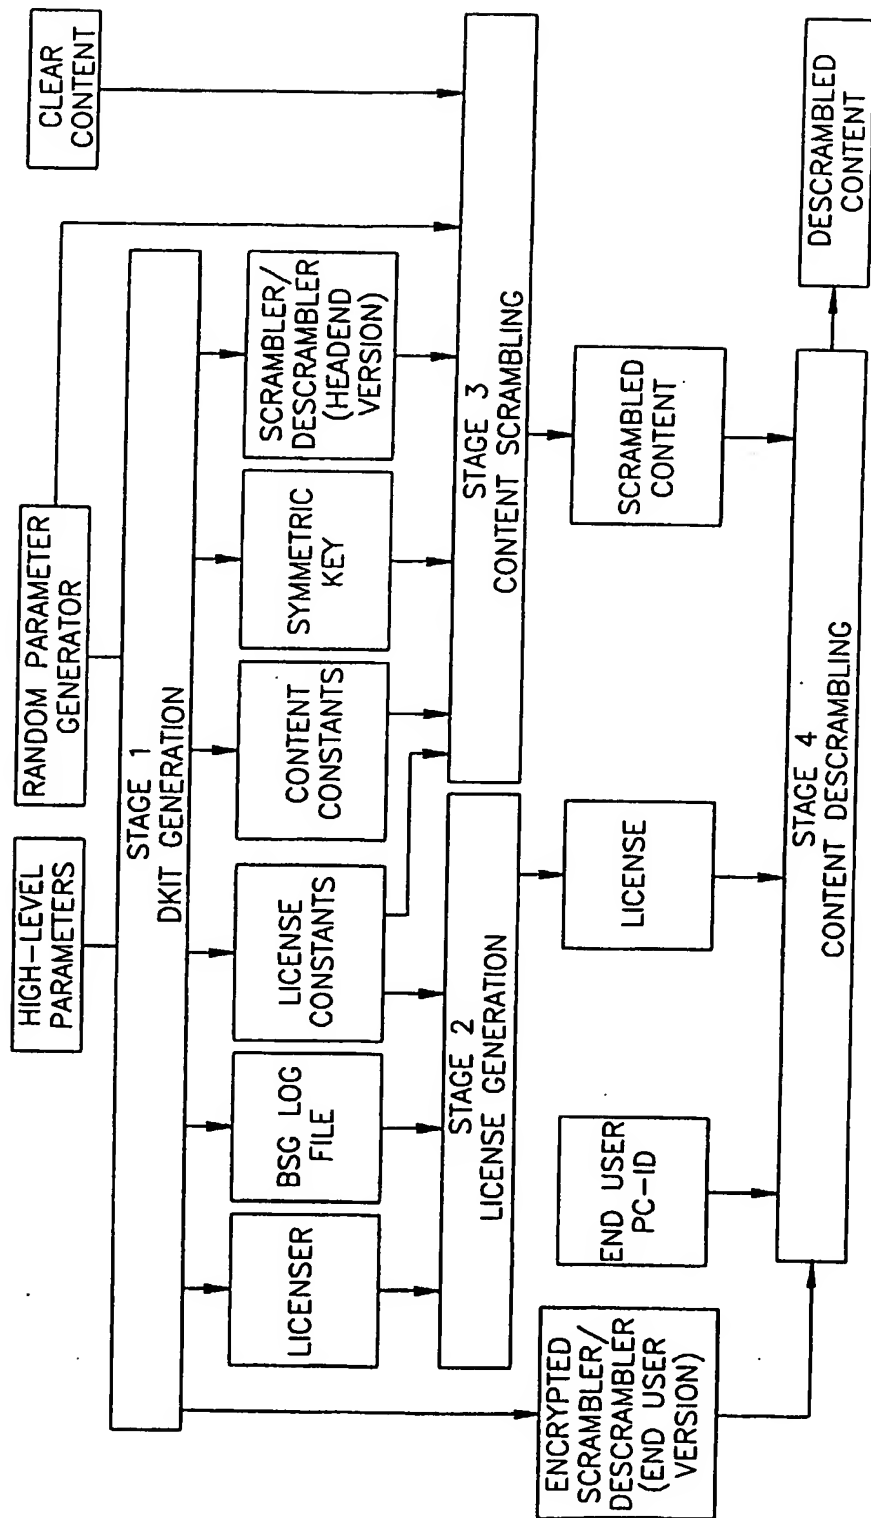 HIGH-LEVEL
PARAMETERS
RANDOM PARAMETER
GENERATOR
CLEAR
CONTENT
STAGE 1
DKIT GENERATION
LICENSER
BSG LOG
FILE
LICENSE
CONSTANTS
CONTENT
CONSTANTS
SYMMETRIC
KEY
SCRAMBLER/
DESCRAMBLER
(HEADEND
VERSION)
STAGE 2
LICENSE GENERATION
STAGE 3
CONTENT SCRAMBLING
ENCRYPTED
SCRAMBLER/
DESCRAMBLER
(END USER
VERSION)
END USER
PC-ID
LICENSE
SCRAMBLED
CONTENT
STAGE 4
CONTENT DESCRAMBLING
DESCRAMBLED
CONTENT